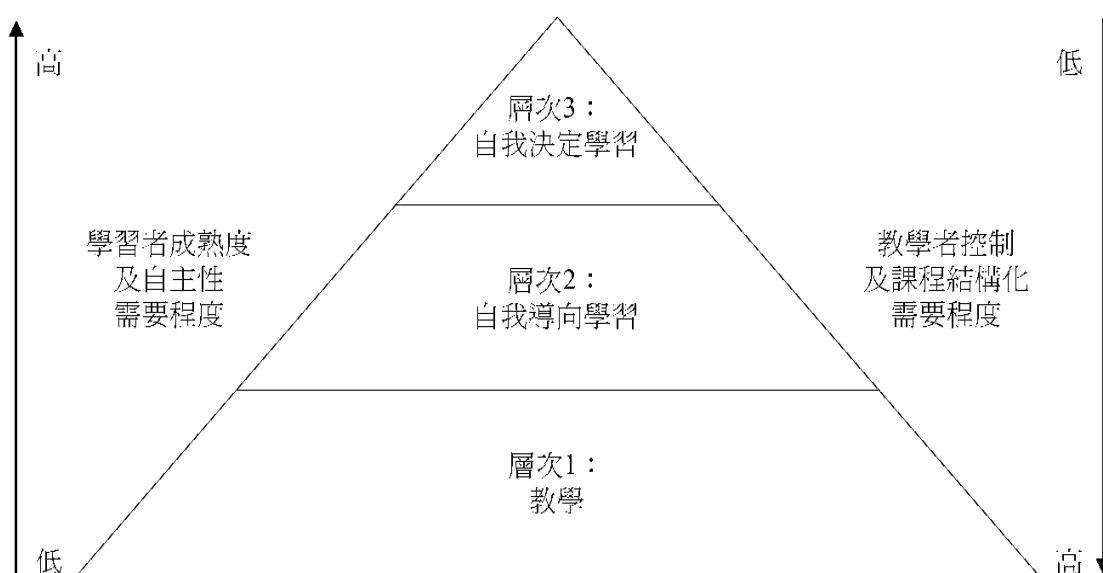 高
低
層次3：
自我決定學習
學習者成熟度
及自主性
需要程度
教學者控制
及課程結構化
需要程度
層次2：
自我導向學習
層次1：
教學
低
高